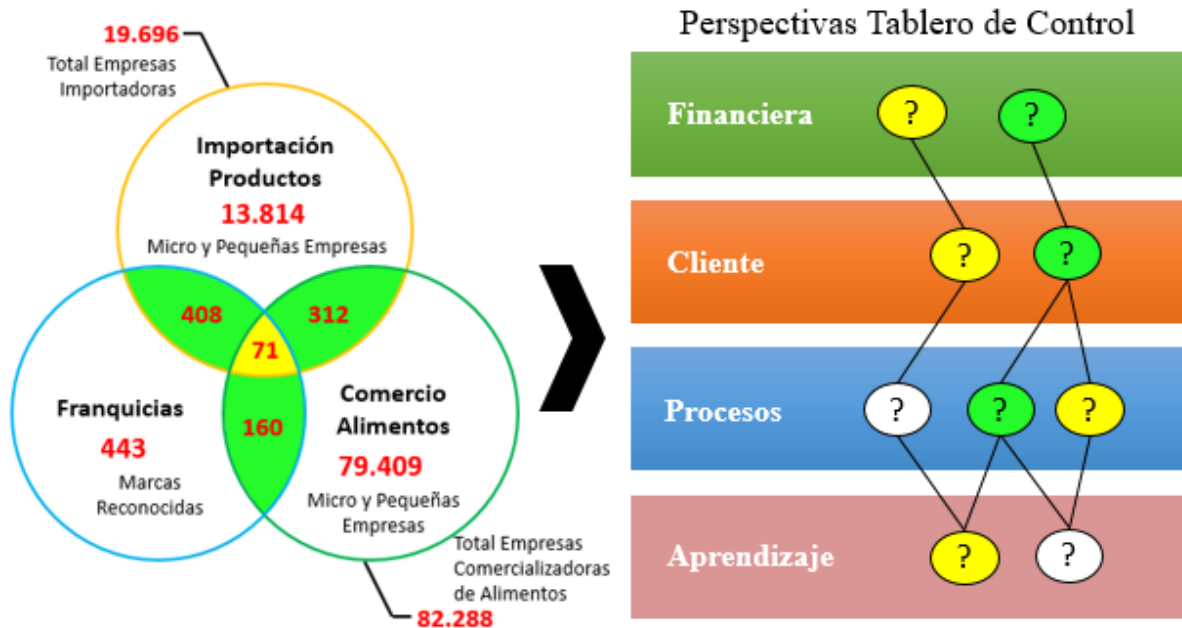 19.696
Total Empresas
Importadoras
Importación
Productos
13.814
Micro y Pequeñas Empresas
408
312
71
Franquicias
443
Marcas
Reconocidas
160
Comercio
Alimentos
79.409
Micro y Pequeñas
Empresas
Total Empresas
Comercializadoras
de Alimentos
82.288
Perspectivas Tablero de Control
Financiera
?
?
Cliente
?
?
Procesos
?
?
?
Aprendizaje
?
?